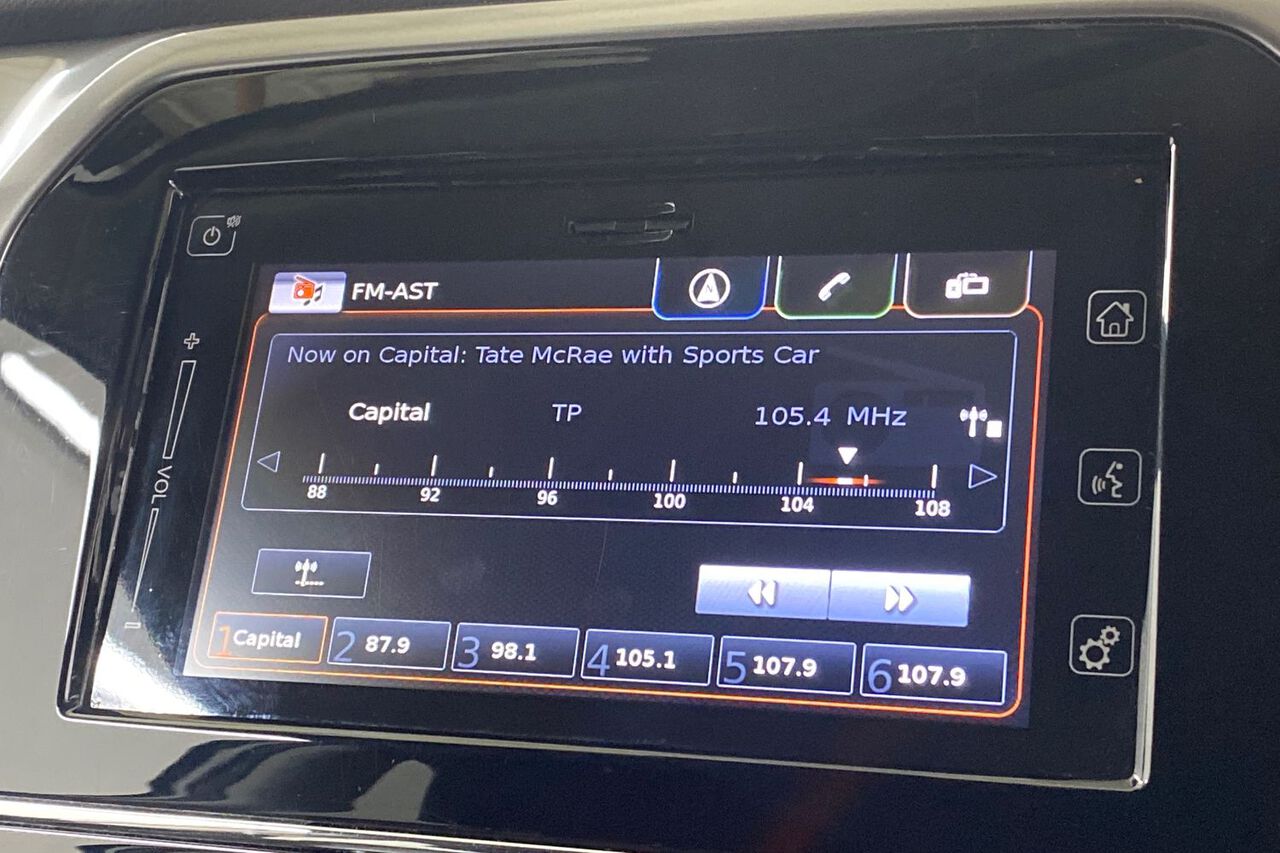 FM-AST
Now on Capital: Tate McRae with Sports Car
Capital TP 105.4 MHz
88 92 96 100 104 108
VOL
1 Capital 2 87.9 3 98.1 4 105.1 5 107.9 6 107.9